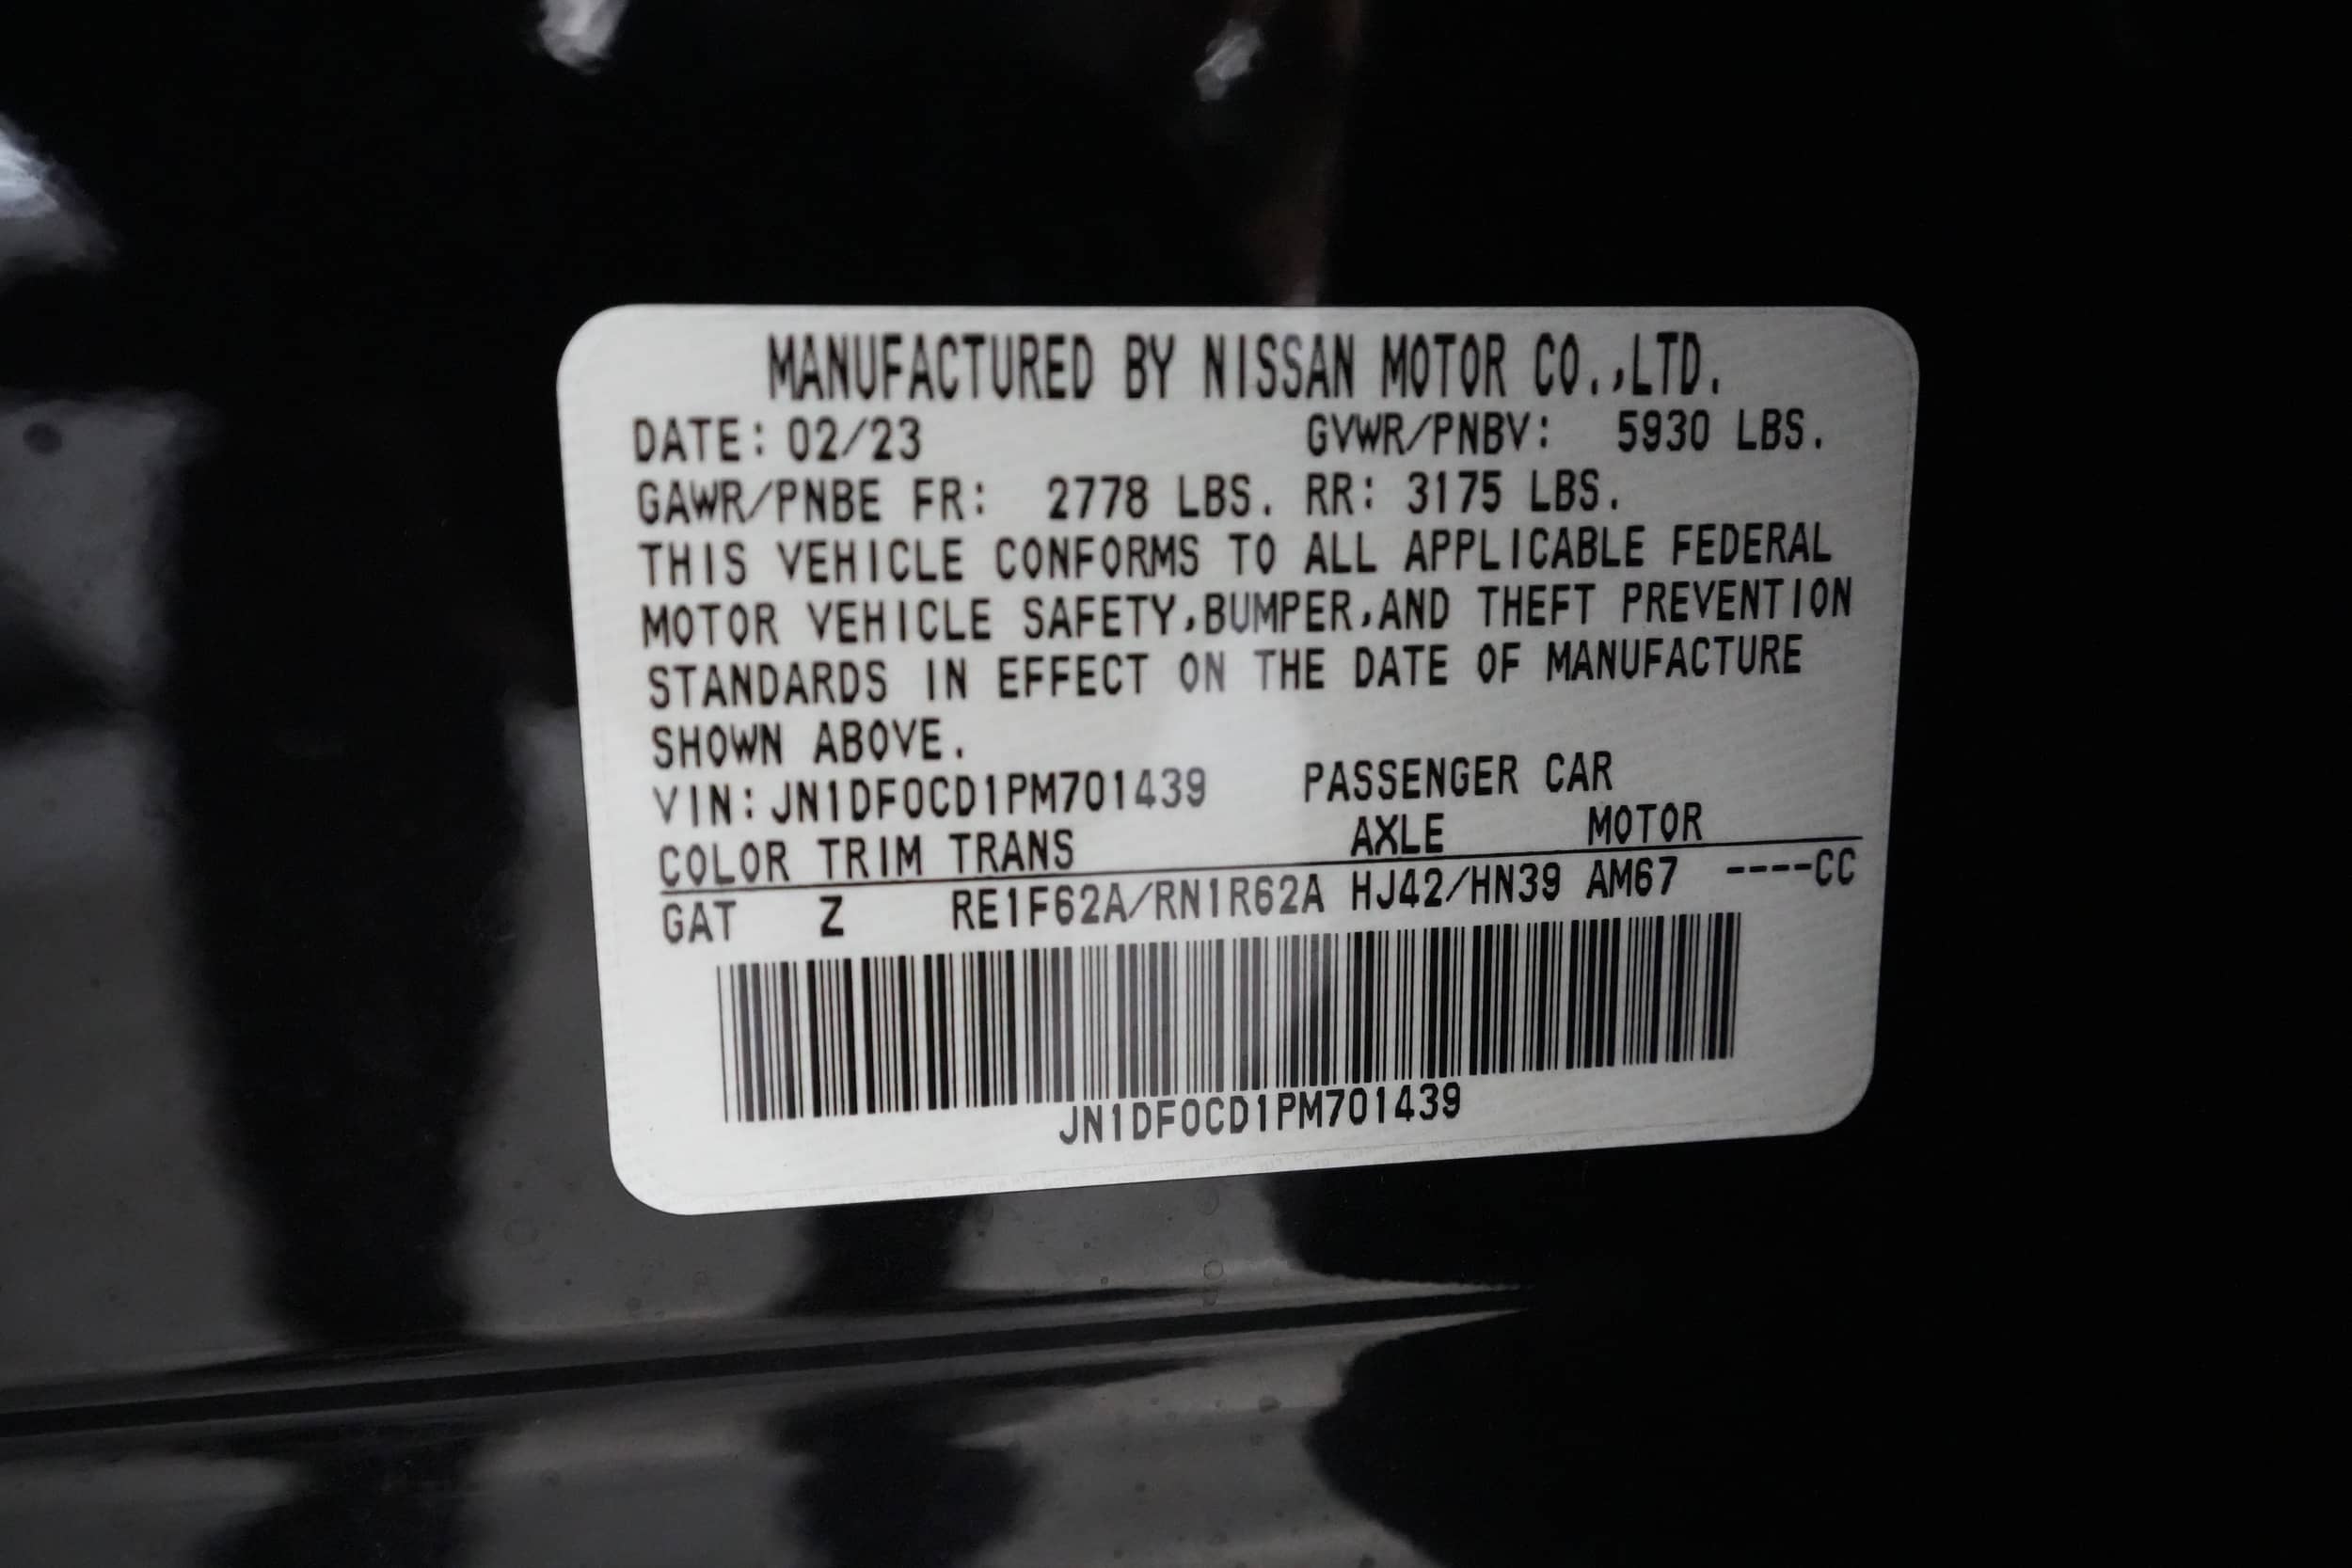 MANUFACTURED BY NISSAN MOTOR CO.,LTD.
DATE: 02/23 GVWR/PNBV: 5930 LBS.
GAWR/PNBE FR: 2778 LBS. RR: 3175 LBS.
THIS VEHICLE CONFORMS TO ALL APPLICABLE FEDERAL
MOTOR VEHICLE SAFETY,BUMPER,AND THEFT PREVENTION
STANDARDS IN EFFECT ON THE DATE OF MANUFACTURE
SHOWN ABOVE.
VIN: JN1DF0CD1PM701439 PASSENGER CAR
COLOR TRIM TRANS AXLE MOTOR
GAT Z RE1F62A/RN1R62A HJ42/HN39 AM67 ----CC
JN1DF0CD1PM701439